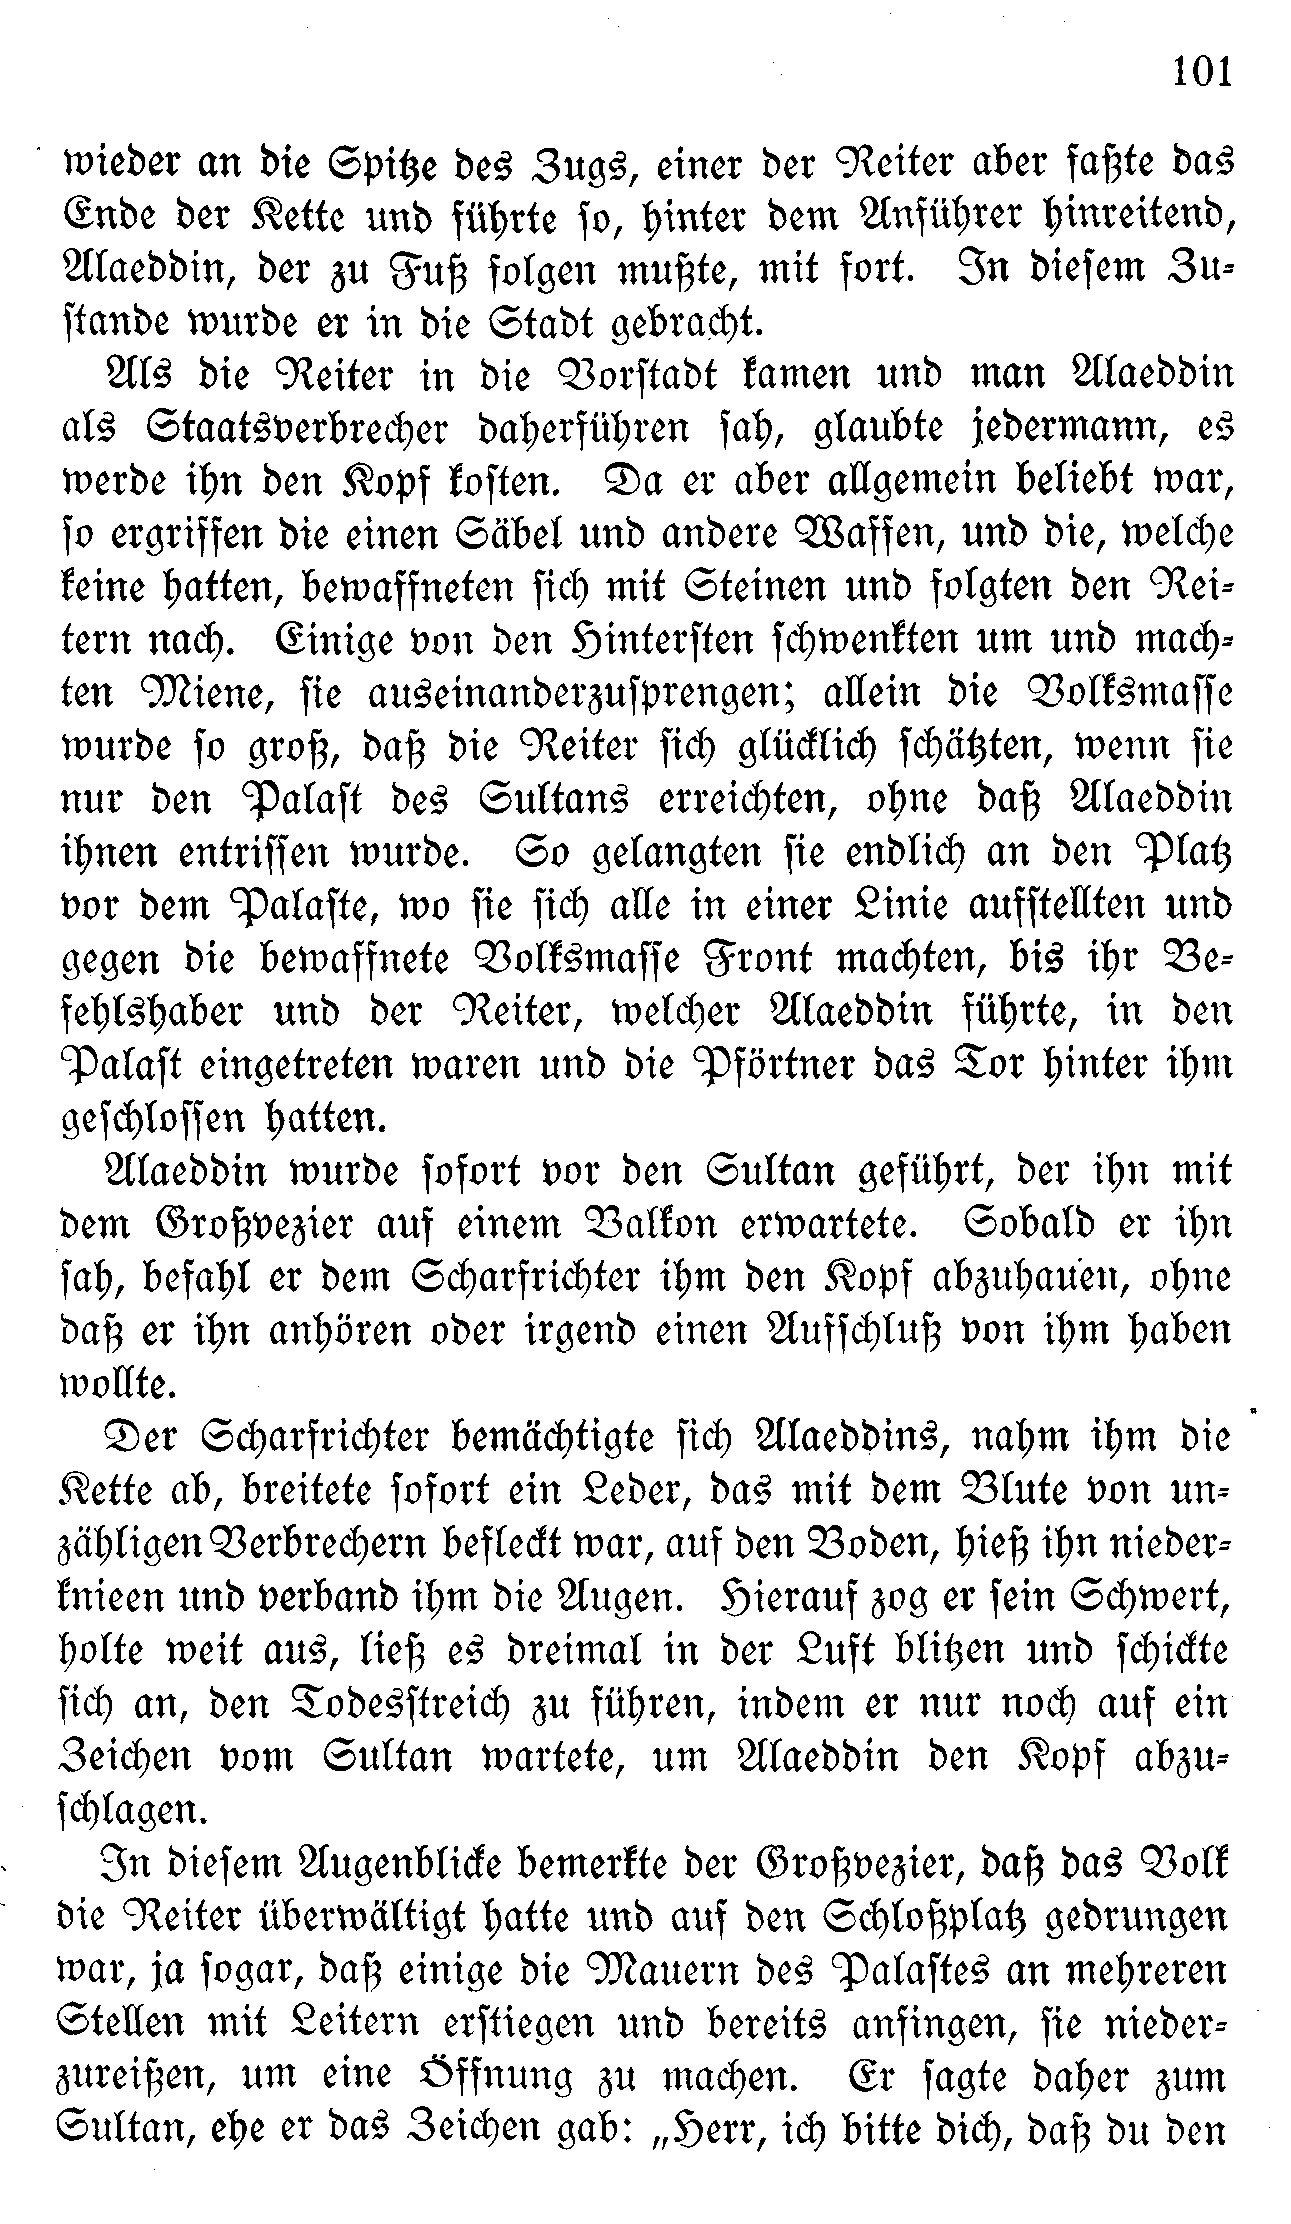 101
wieder an die Spitze des Zugs, einer der Reiter aber faßte das
Ende der Kette und führte so, hinter dem Anführer hinreitend,
Alaeddin, der zu Fuß folgen mußte, mit fort. In diesem Zu-
stande wurde er in die Stadt gebracht.
Als die Reiter in die Vorstadt kamen und man Alaeddin
als Staatsverbrecher daherführen sah, glaubte jedermann, es
werde ihn den Kopf kosten. Da er aber allgemein beliebt war,
so ergriffen die einen Säbel und andere Waffen, und die, welche
keine hatten, bewaffneten sich mit Steinen und folgten den Rei-
tern nach. Einige von den Hintersten schwenkten um und mach-
ten Miene, sie auseinanderzusprengen; allein die Volksmasse
wurde so groß, daß die Reiter sich glücklich schätzten, wenn sie
nur den Palast des Sultans erreichten, ohne daß Alaeddin
ihnen entrissen wurde. So gelangten sie endlich an den Platz
vor dem Palaste, wo sie sich alle in einer Linie aufstellten und
gegen die bewaffnete Volksmasse Front machten, bis ihr Be-
fehlshaber und der Reiter, welcher Alaeddin führte, in den
Palast eingetreten waren und die Pförtner das Tor hinter ihm
geschlossen hatten.
Alaeddin wurde sofort vor den Sultan geführt, der ihn mit
dem Großvezier auf einem Balkon erwartete. Sobald er ihn
sah, befahl er dem Scharfrichter ihm den Kopf abzuhauen, ohne
daß er ihn anhören oder irgend einen Aufschluß von ihm haben
wollte.
Der Scharfrichter bemächtigte sich Alaeddins, nahm ihm die
Kette ab, breitete sofort ein Leder, das mit dem Blute von un-
zähligen Verbrechern befleckt war, auf den Boden, hieß ihn nieder-
knieen und verband ihm die Augen. Hierauf zog er sein Schwert,
holte weit aus, ließ es dreimal in der Luft blitzen und schickte
sich an, den Todesstreich zu führen, indem er nur noch auf ein
Zeichen vom Sultan wartete, um Alaeddin den Kopf abzu-
schlagen.
In diesem Augenblicke bemerkte der Großvezier, daß das Volk
die Reiter überwältigt hatte und auf den Schloßplatz gedrungen
war, ja sogar, daß einige die Mauern des Palastes an mehreren
Stellen mit Leitern erstiegen und bereits anfingen, sie nieder-
zureißen, um eine Öffnung zu machen. Er sagte daher zum
Sultan, ehe er das Zeichen gab: „Herr, ich bitte dich, daß du den